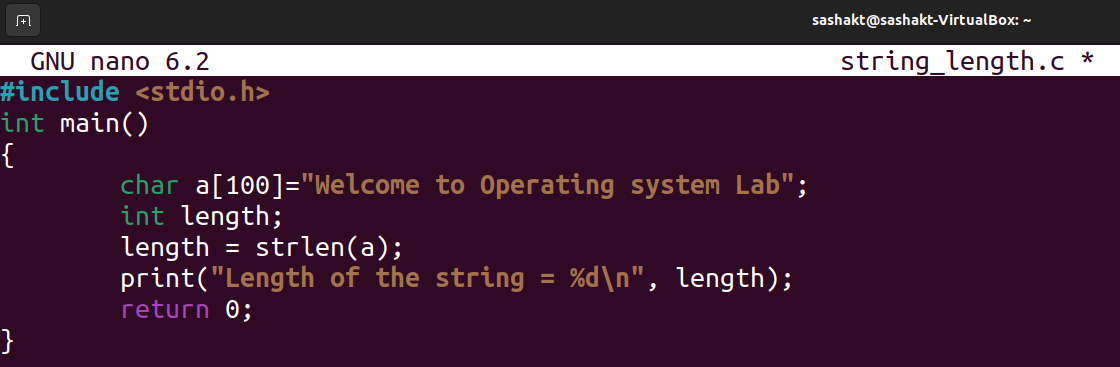 sashakt@sashakt-VirtualBox: ~
GNU nano 6.2 string_length.c *
#include <stdio.h>
int main()
{
char a[100]="Welcome to Operating system Lab";
int length;
length = strlen(a);
print("Length of the string = %d\n", length);
return 0;
}